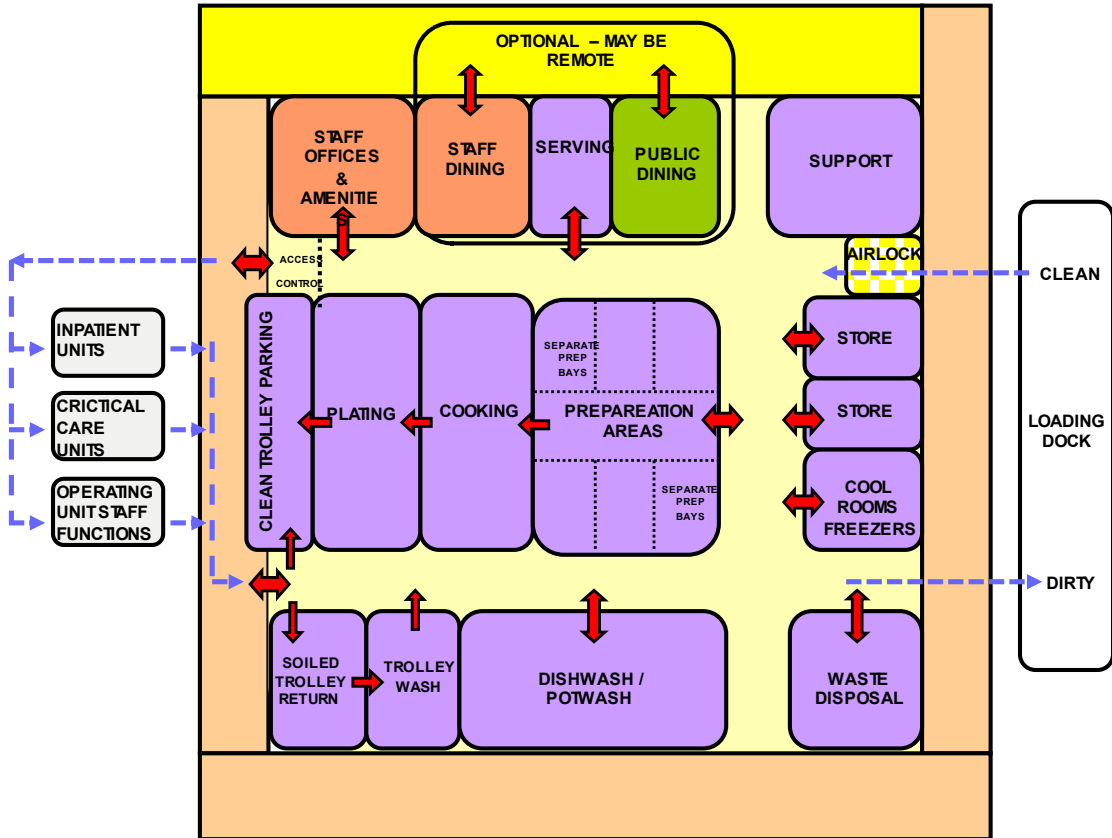 OPTIONAL – MAY BE
REMOTE
STAFF
OFFICES
&
AMENITIES
STAFF
DINING
SERVING
PUBLIC
DINING
SUPPORT
ACCESS
CONTROL
AIRLOCK
CLEAN
INPATIENT
UNITS
CRICTICAL
CARE
UNITS
OPERATING
UNIT STAFF
FUNCTIONS
CLEAN TROLLEY PARKING
PLATING
COOKING
SEPARATE
PREP
BAYS
PREPAREATION
AREAS
SEPARATE
PREP
BAYS
STORE
STORE
COOL
ROOMS
FREEZERS
LOADING
DOCK
DIRTY
SOILED
TROLLEY
RETURN
TROLLEY
WASH
DISHWASH /
POTWASH
WASTE
DISPOSAL